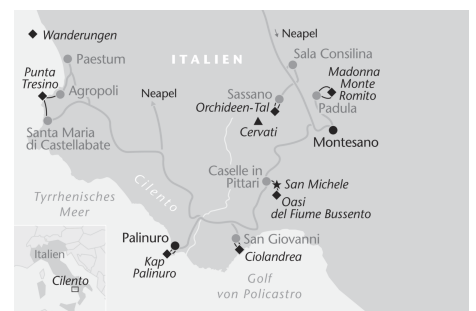 Wanderungen
Neapel
ITALIEN
Paestum
Sala Consilina
Punta
Tresino
Agropoli
Neapel
Sassano
Orchideen-Tal
Madonna
Monte
Romito
Padula
Cervati
Montesano
Santa Maria
di Castellabate
Caselle in
Pittari
San Michele
Oasi
del Fiume Bussento
Tyrrhenisches
Meer
Cilento
Palinuro
Kap
Palinuro
San Giovanni
Ciolandrea
Golf
von Policastro
Italien
Cilento